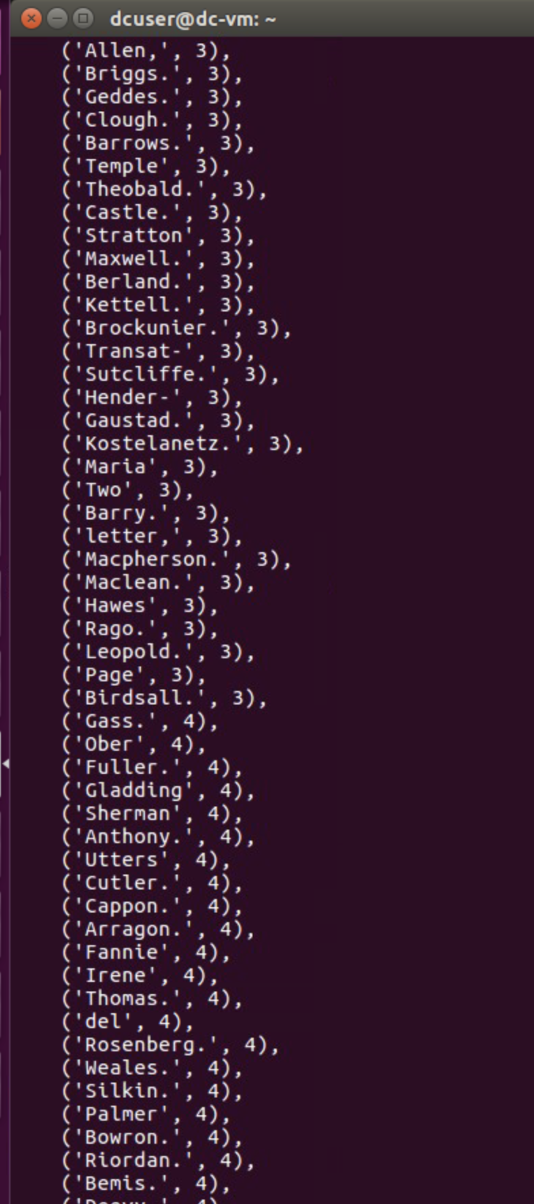 dcuser@dc-vm: ~
('Allen,', 3),
('Briggs.', 3),
('Geddes.', 3),
('Clough.', 3),
('Barrows.', 3),
('Temple', 3),
('Theobald.', 3),
('Castle.', 3),
('Stratton', 3),
('Maxwell.', 3),
('Berland.', 3),
('Kettell.', 3),
('Brockunier.', 3),
('Transat-', 3),
('Sutcliffe.', 3),
('Hender-', 3),
('Gaustad.', 3),
('Kostelanetz.', 3),
('Maria', 3),
('Two', 3),
('Barry.', 3),
('letter,', 3),
('Macpherson.', 3),
('Maclean.', 3),
('Hawes', 3),
('Rago.', 3),
('Leopold.', 3),
('Page', 3),
('Birdsall.', 3),
('Gass.', 4),
('Ober', 4),
('Fuller.', 4),
('Gladding', 4),
('Sherman', 4),
('Anthony.', 4),
('Utters', 4),
('Cutler.', 4),
('Cappon.', 4),
('Arragon.', 4),
('Fannie', 4),
('Irene', 4),
('Thomas.', 4),
('del', 4),
('Rosenberg.', 4),
('Weales.', 4),
('Silkin.', 4),
('Palmer', 4),
('Bowron.', 4),
('Riordan.', 4),
('Bemis.', 4),